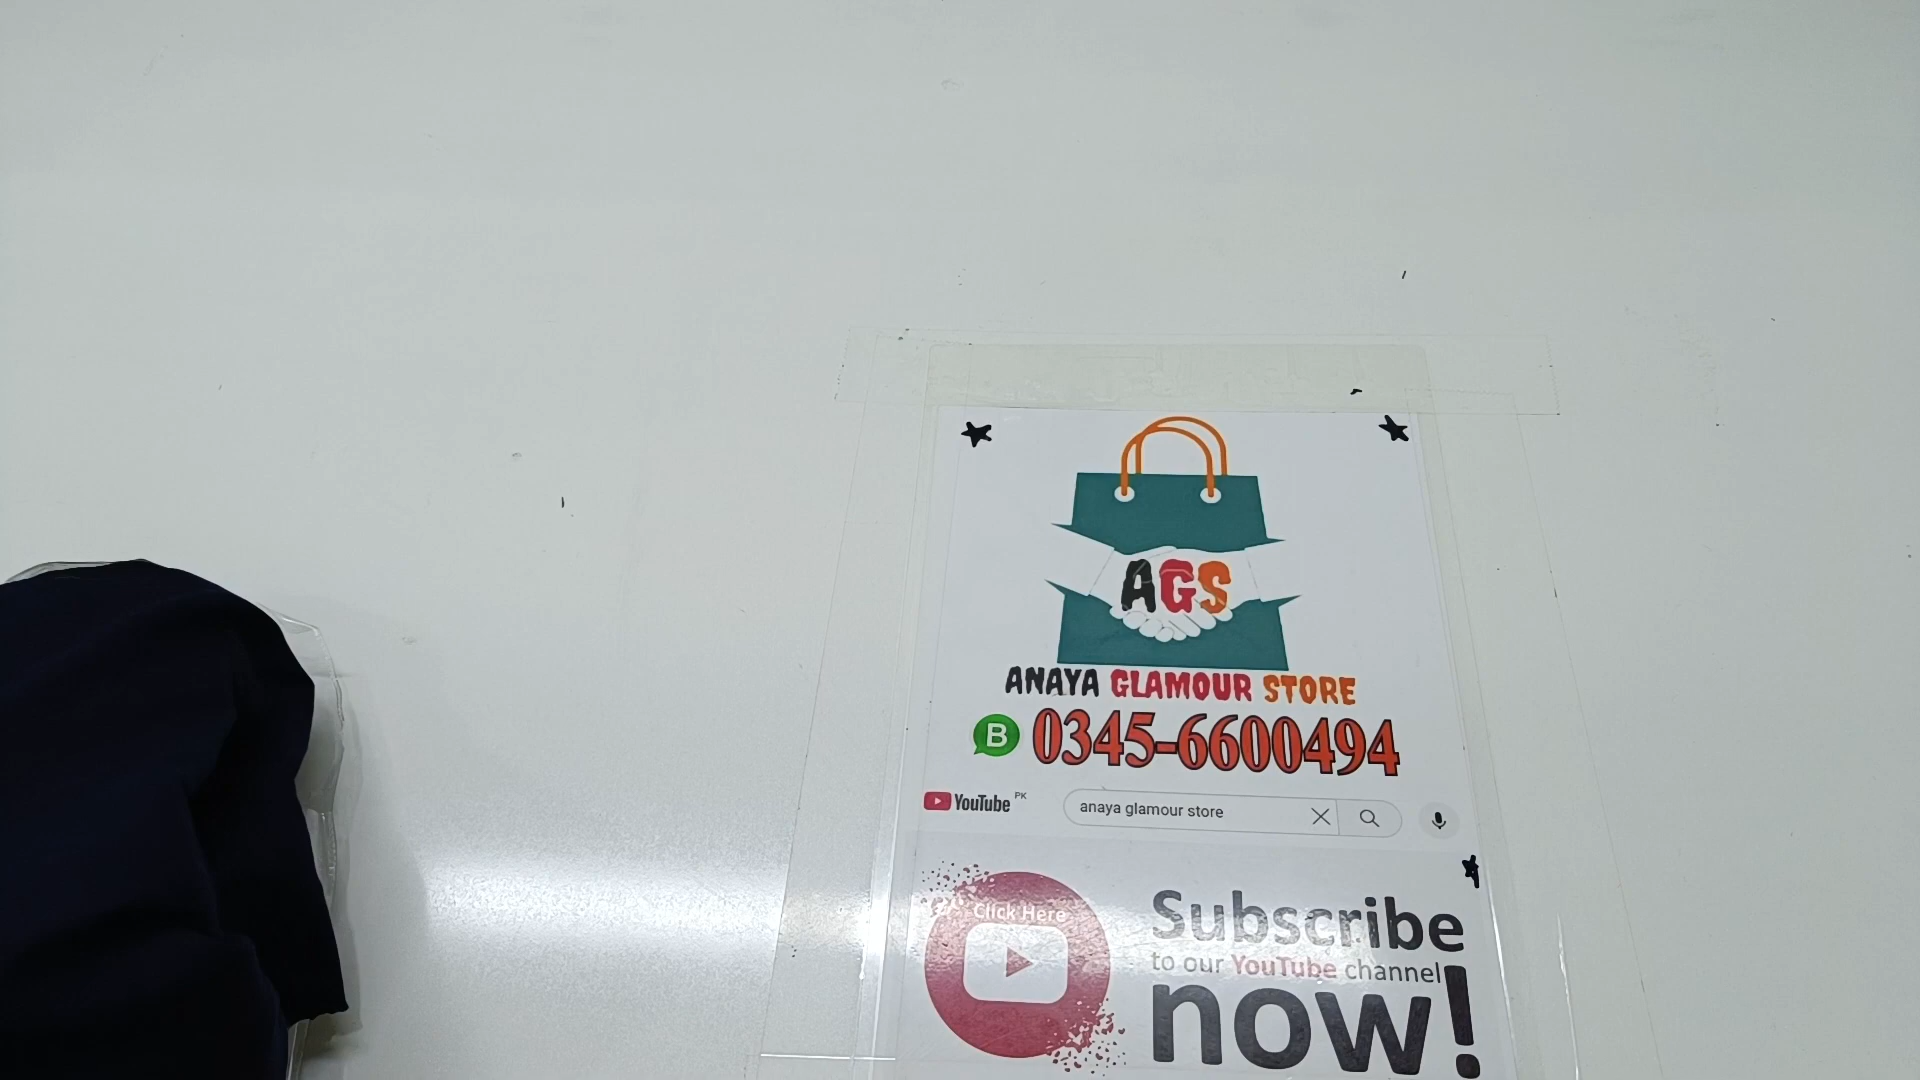 AGS
ANAYA GLAMOUR STORE
B 0345-6600494
YouTube PK
anaya glamour store
Click Here
Subscribe
to our YouTube channel
now!